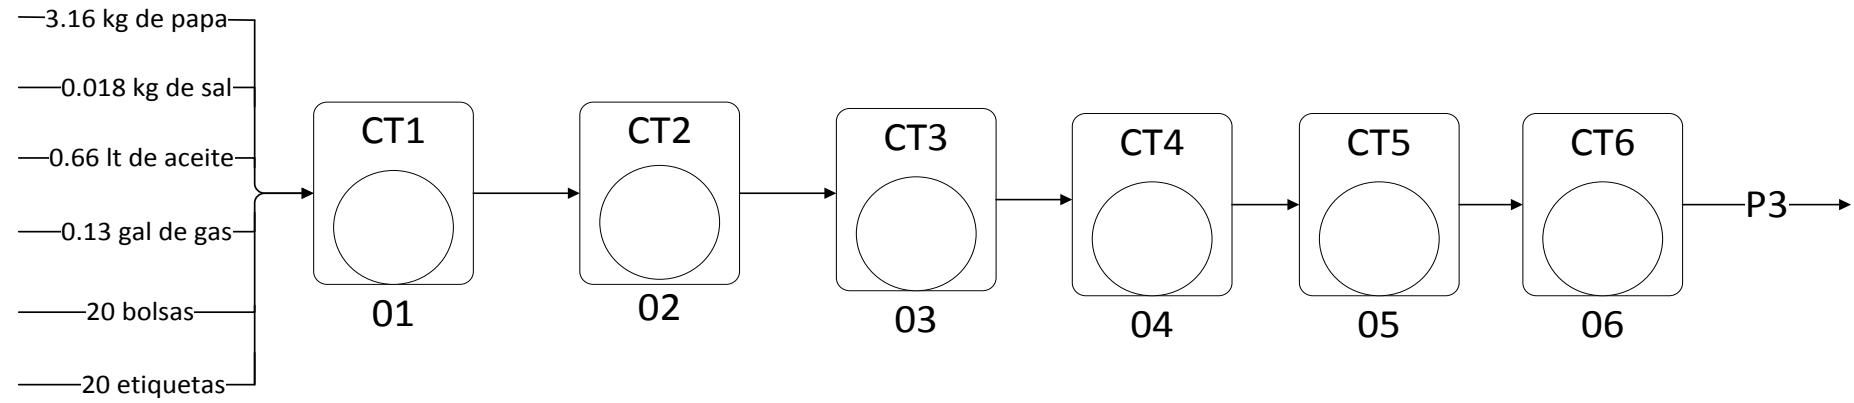 3.16 kg de papa
0.018 kg de sal
0.66 lt de aceite
0.13 gal de gas
20 bolsas
20 etiquetas
CT1
01
CT2
02
CT3
03
CT4
04
CT5
05
CT6
06
P3